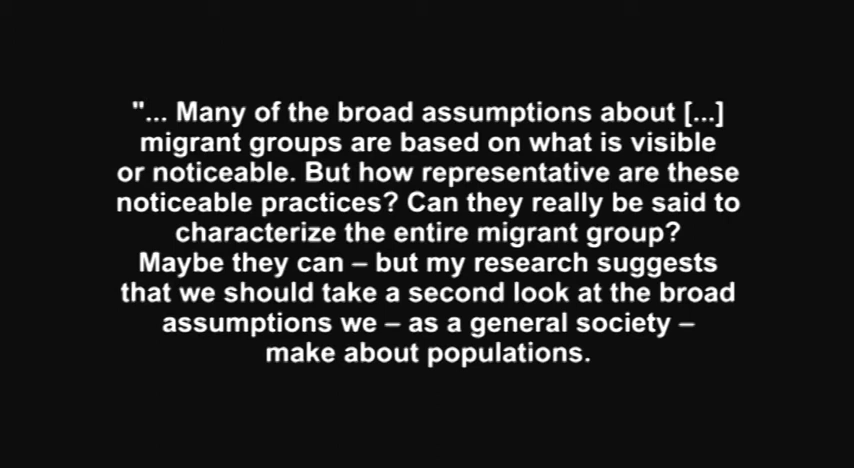 "... Many of the broad assumptions about [...]
migrant groups are based on what is visible
or noticeable. But how representative are these
noticeable practices? Can they really be said to
characterize the entire migrant group?
Maybe they can – but my research suggests
that we should take a second look at the broad
assumptions we – as a general society –
make about populations.